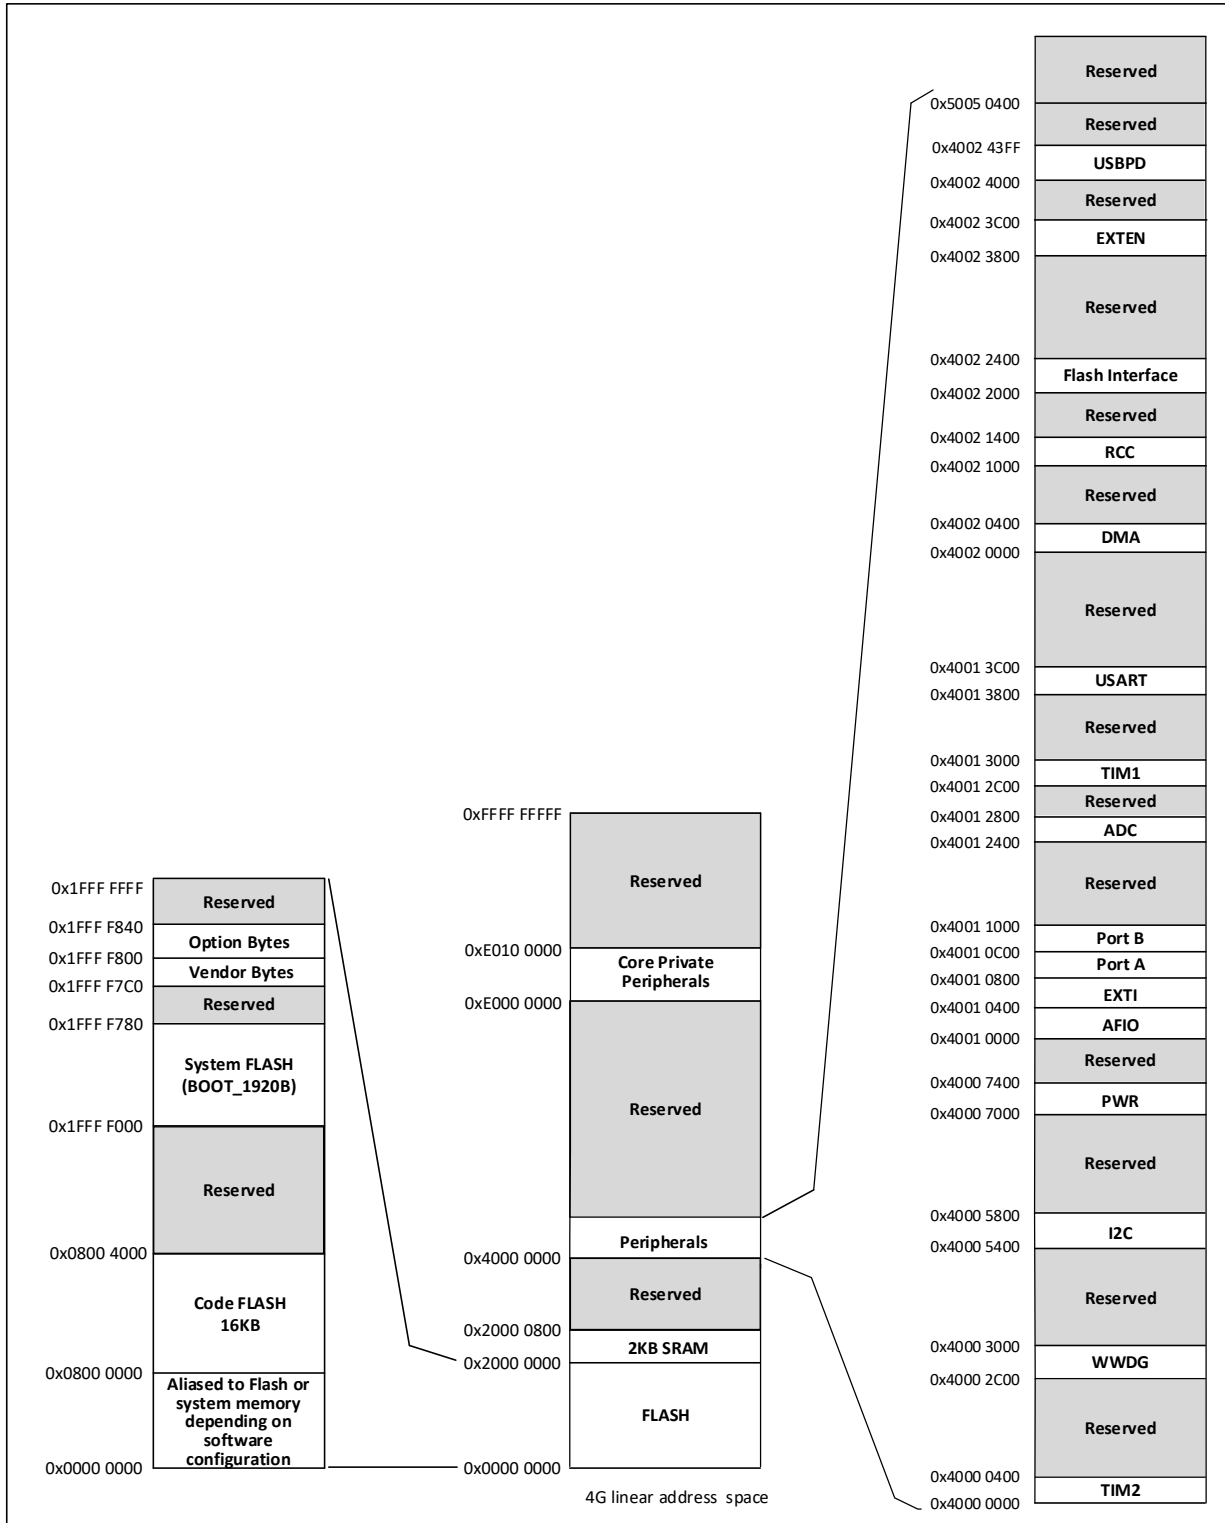 Reserved
0x5005 0400
Reserved
0x4002 43FF
USBPD
0x4002 4000
Reserved
0x4002 3C00
EXTEN
0x4002 3800
Reserved
0x4002 2400
Flash Interface
0x4002 2000
Reserved
0x4002 1400
RCC
0x4002 1000
Reserved
0x4002 0400
DMA
0x4002 0000
Reserved
0x4001 3C00
USART
0x4001 3800
Reserved
0x4001 3000
TIM1
0x4001 2C00
Reserved
0x4001 2800
ADC
0x4001 2400
Reserved
0x4001 1000
Port B
0x4001 0C00
Port A
0x4001 0800
EXTI
0x4001 0400
AFIO
0x4001 0000
Reserved
0x4000 7400
PWR
0x4000 7000
Reserved
0x4000 5800
I2C
0x4000 5400
Reserved
0x4000 3000
WWDG
0x4000 2C00
Reserved
0x4000 0400
TIM2
0x4000 0000
0xFFFF FFFFF
Reserved
0xE010 0000
Core Private
Peripherals
0xE000 0000
Reserved
Peripherals
0x4000 0000
Reserved
0x2000 0800
2KB SRAM
0x2000 0000
FLASH
0x0000 0000
4G linear address space
0x1FFF FFFF
Reserved
0x1FFF F840
Option Bytes
0x1FFF F800
Vendor Bytes
0x1FFF F7C0
Reserved
0x1FFF F780
System FLASH
(BOOT_1920B)
0x1FFF F000
Reserved
0x0800 4000
Code FLASH
16KB
0x0800 0000
Aliased to Flash or
system memory
depending on
software
configuration
0x0000 0000